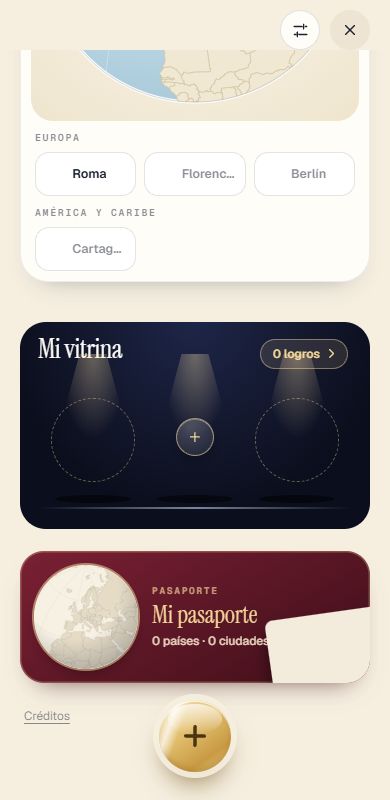 EUROPA
Roma
Florenc...
Berlín
AMÉRICA Y CARIBE
Cartag...
Mi vitrina
0 logros
PASAPORTE
Mi pasaporte
0 países · 0 ciudades
Créditos